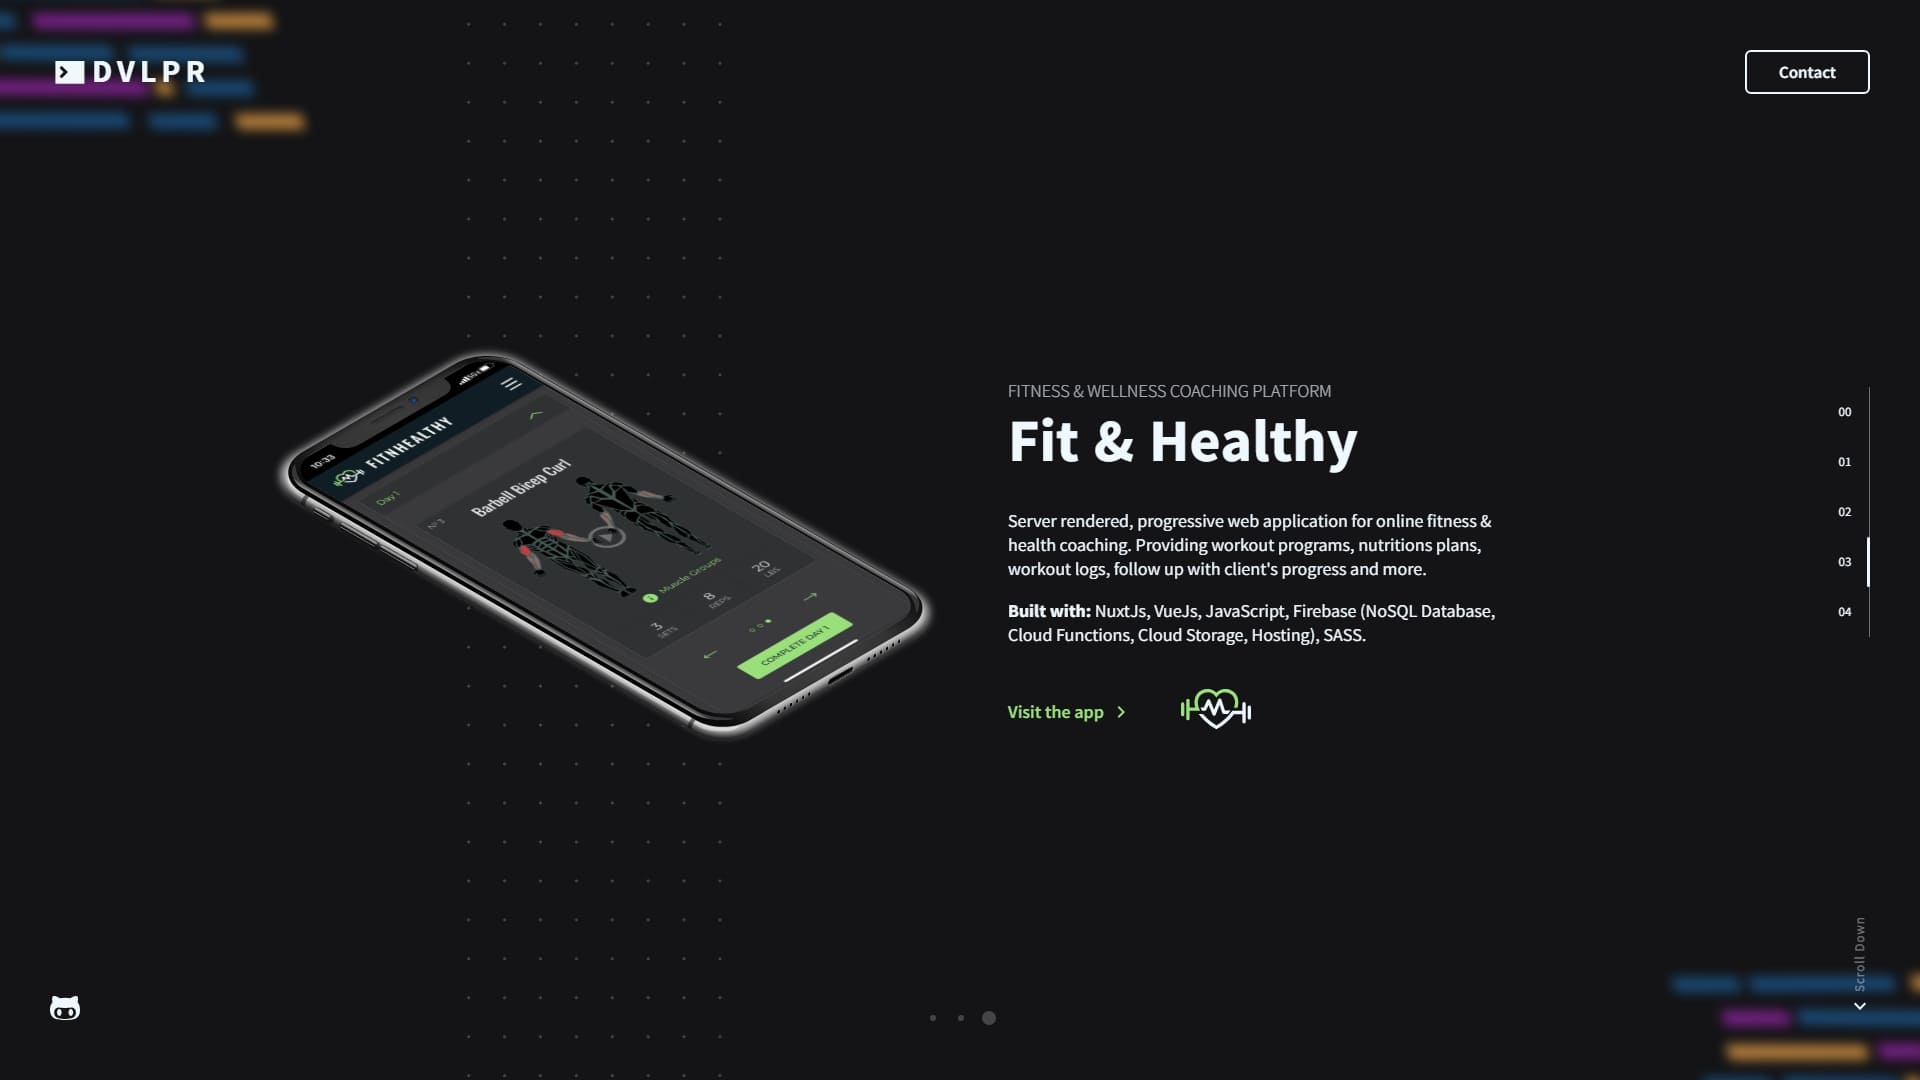 DVLPR
Contact
10:33
5G
FITNHEALTHY
Day 1
Nº 3
Barbell Bicep Curl
Muscle Groups
3
SETS
8
REPS
20
LBS
COMPLETE DAY 1
FITNESS & WELLNESS COACHING PLATFORM
Fit & Healthy
Server rendered, progressive web application for online fitness &
health coaching. Providing workout programs, nutritions plans,
workout logs, follow up with client's progress and more.
Built with: NuxtJs, VueJs, JavaScript, Firebase (NoSQL Database,
Cloud Functions, Cloud Storage, Hosting), SASS.
Visit the app
00
01
02
03
04
Scroll Down